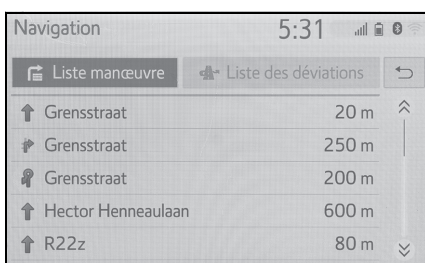 Navigation 5:31
Liste manœuvre Liste des déviations
Grensstraat 20 m
Grensstraat 250 m
Grensstraat 200 m
Hector Henneaulaan 600 m
R22z 80 m